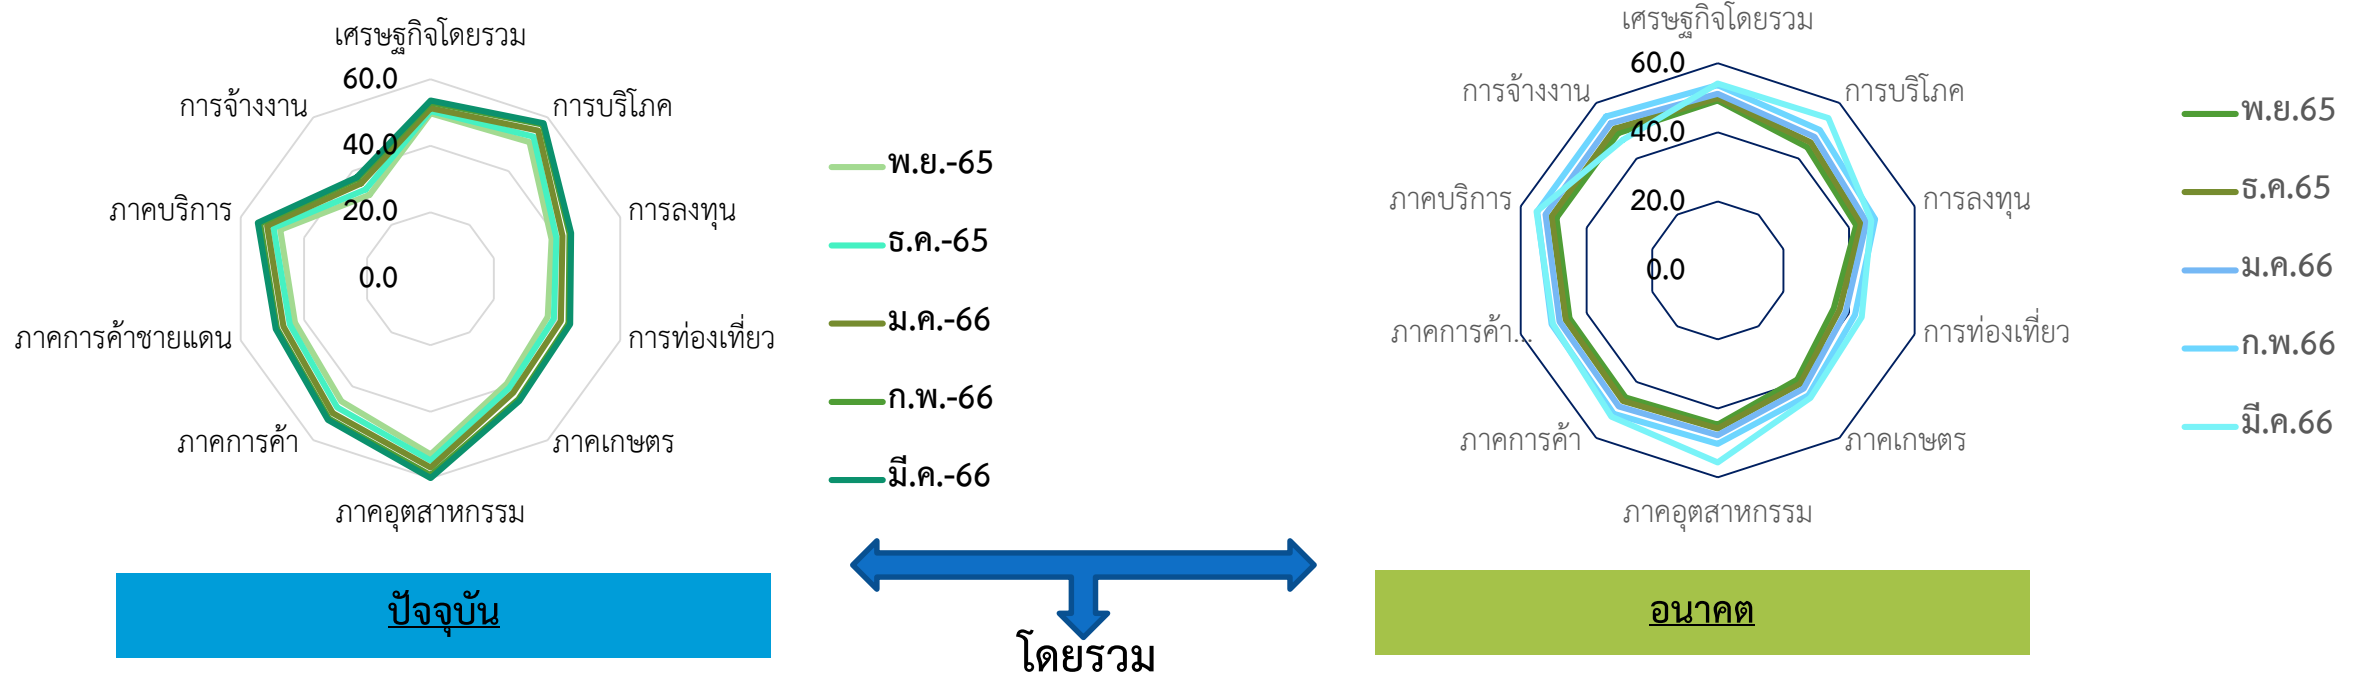 เศรษฐกิจโดยรวม
60.0
การจ้างงาน
การบริโภค
40.0
ภาคบริการ
20.0
การลงทุน
0.0
ภาคการค้าชายแดน
การท่องเที่ยว
ภาคการค้า
ภาคเกษตร
ภาคอุตสาหกรรม
พ.ย.-65
ธ.ค.-65
ม.ค.-66
ก.พ.-66
มี.ค.-66
ปัจจุบัน
โดยรวม
เศรษฐกิจโดยรวม
60.0
การจ้างงาน
การบริโภค
40.0
ภาคบริการ
20.0
การลงทุน
0.0
ภาคการค้า...
การท่องเที่ยว
ภาคการค้า
ภาคเกษตร
ภาคอุตสาหกรรม
พ.ย.65
ธ.ค.65
ม.ค.66
ก.พ.66
มี.ค.66
อนาคต